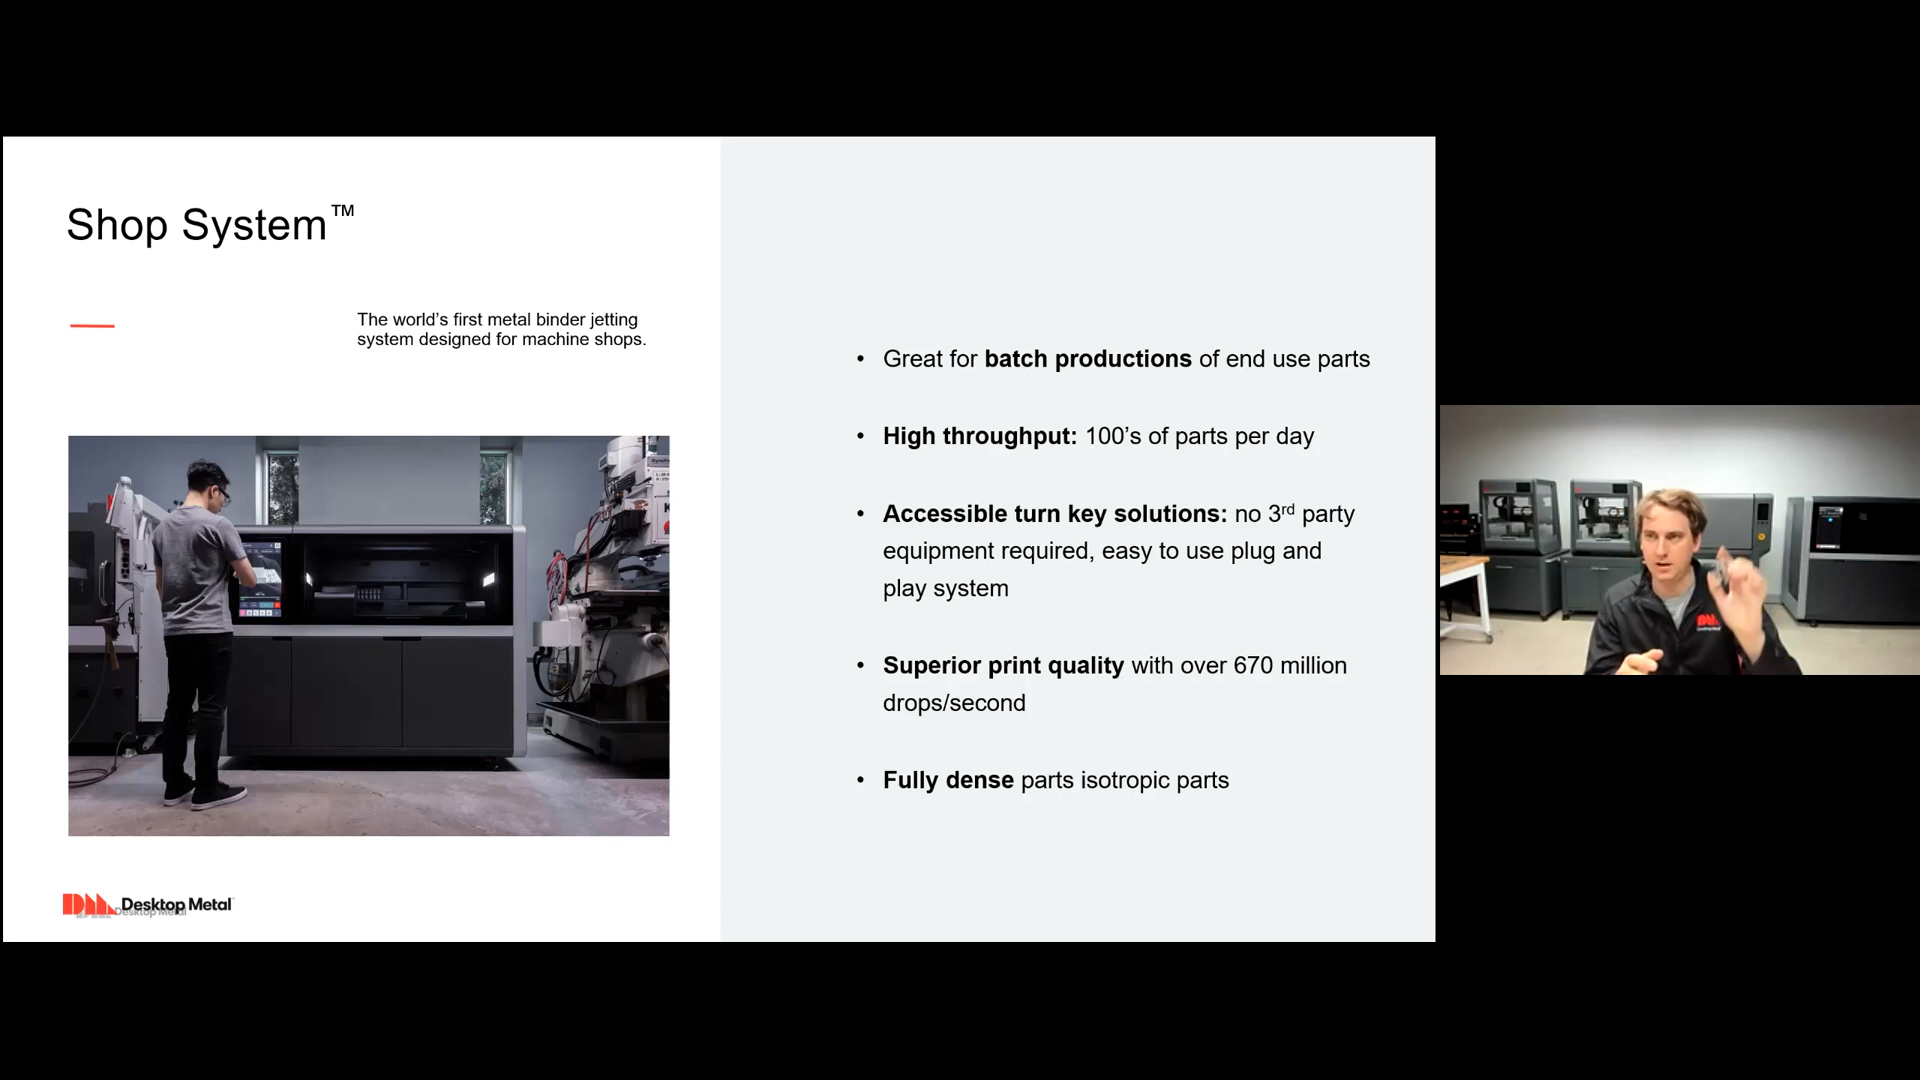 Shop System™
The world's first metal binder jetting
system designed for machine shops.
• Great for batch productions of end use parts
• High throughput: 100's of parts per day
• Accessible turn key solutions: no 3rd party
equipment required, easy to use plug and
play system
• Superior print quality with over 670 million
drops/second
• Fully dense parts isotropic parts
DM Desktop Metal
Desktop Metal